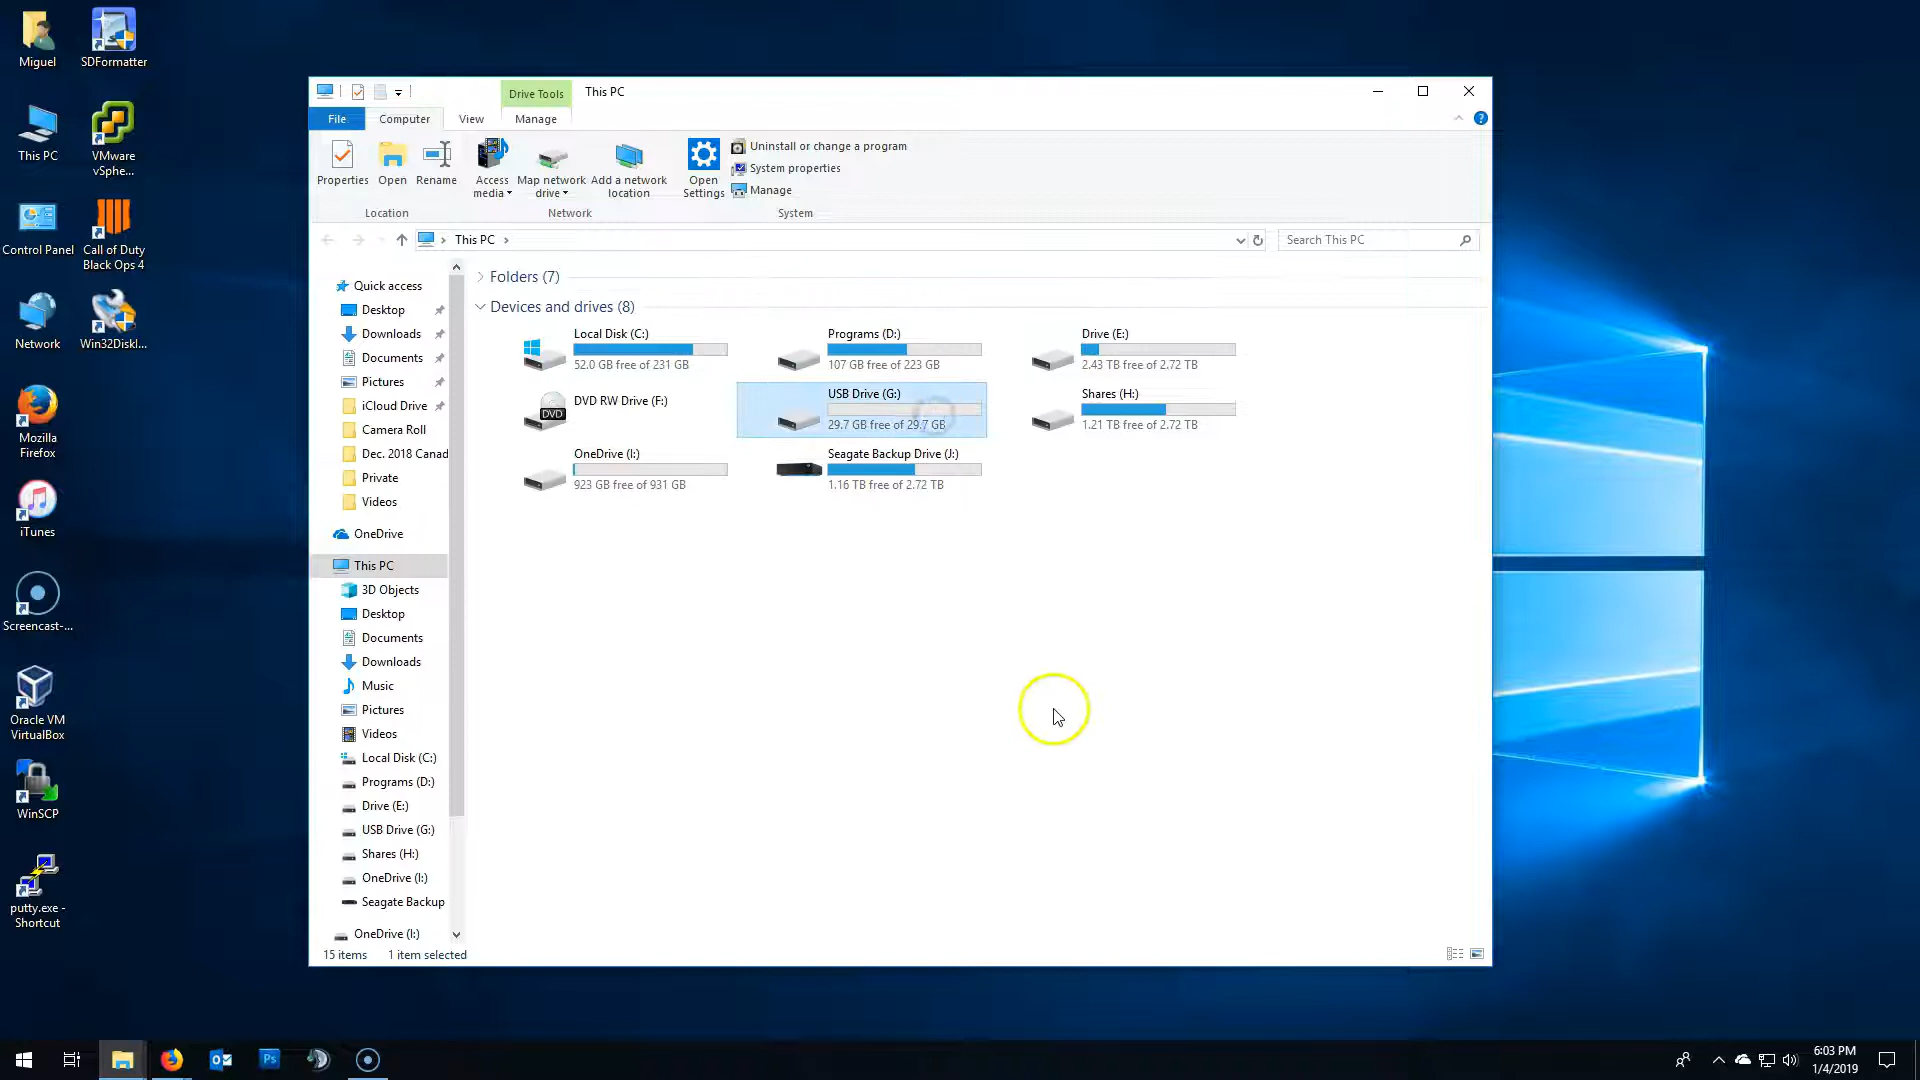 Miguel
SDFormatter
This PC
VMware
vSphe...
Control Panel
Call of Duty
Black Ops 4
Network
Win32DiskI...
Mozilla
Firefox
iTunes
Screencast-...
Oracle VM
VirtualBox
WinSCP
putty.exe -
Shortcut
Drive Tools
This PC
File
Computer
View
Manage
Properties
Open
Rename
Access
media
Map network
drive
Add a network
location
Open
Settings
Uninstall or change a program
System properties
Manage
Location
Network
System
This PC
Search This PC
Quick access
Desktop
Downloads
Documents
Pictures
iCloud Drive
Camera Roll
Dec. 2018 Canad
Private
Videos
OneDrive
This PC
3D Objects
Desktop
Documents
Downloads
Music
Pictures
Videos
Local Disk (C:)
Programs (D:)
Drive (E:)
USB Drive (G:)
Shares (H:)
OneDrive (I:)
Seagate Backup
OneDrive (I:)
Folders (7)
Devices and drives (8)
Local Disk (C:)
52.0 GB free of 231 GB
Programs (D:)
107 GB free of 223 GB
Drive (E:)
2.43 TB free of 2.72 TB
DVD
DVD RW Drive (F:)
USB Drive (G:)
29.7 GB free of 29.7 GB
Shares (H:)
1.21 TB free of 2.72 TB
OneDrive (I:)
923 GB free of 931 GB
Seagate Backup Drive (J:)
1.16 TB free of 2.72 TB
15 items
1 item selected
Ps
6:03 PM
1/4/2019